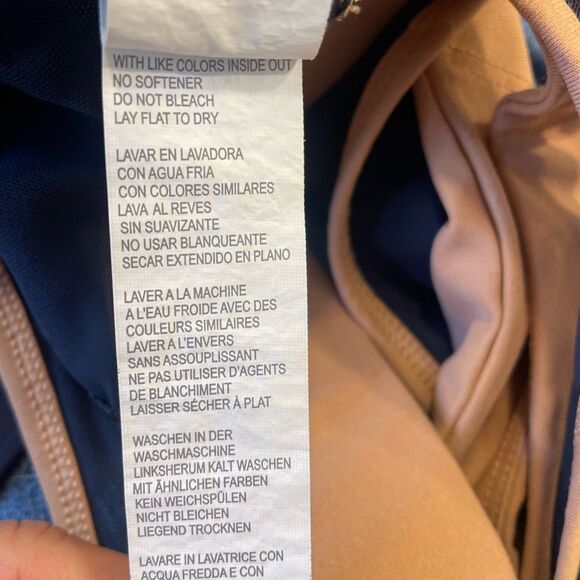 WITH LIKE COLORS INSIDE OUT
NO SOFTENER
DO NOT BLEACH
LAY FLAT TO DRY
LAVAR EN LAVADORA
CON AGUA FRIA
CON COLORES SIMILARES
LAVA AL REVES
SIN SUAVIZANTE
NO USAR BLANQUEANTE
SECAR EXTENDIDO EN PLANO
LAVER A LA MACHINE
A L'EAU FROIDE AVEC DES
COULEURS SIMILAIRES
LAVER A L'ENVERS
SANS ASSOUPLISSANT
NE PAS UTILISER D'AGENTS
DE BLANCHIMENT
LAISSER SÉCHER À PLAT
WASCHEN IN DER
WASCHMASCHINE
LINKSHERUM KALT WASCHEN
MIT ÄHNLICHEN FARBEN
KEIN WEICHSPÜLEN
NICHT BLEICHEN
LIEGEND TROCKNEN
LAVARE IN LAVATRICE CON
ACQUA FREDDA E CON